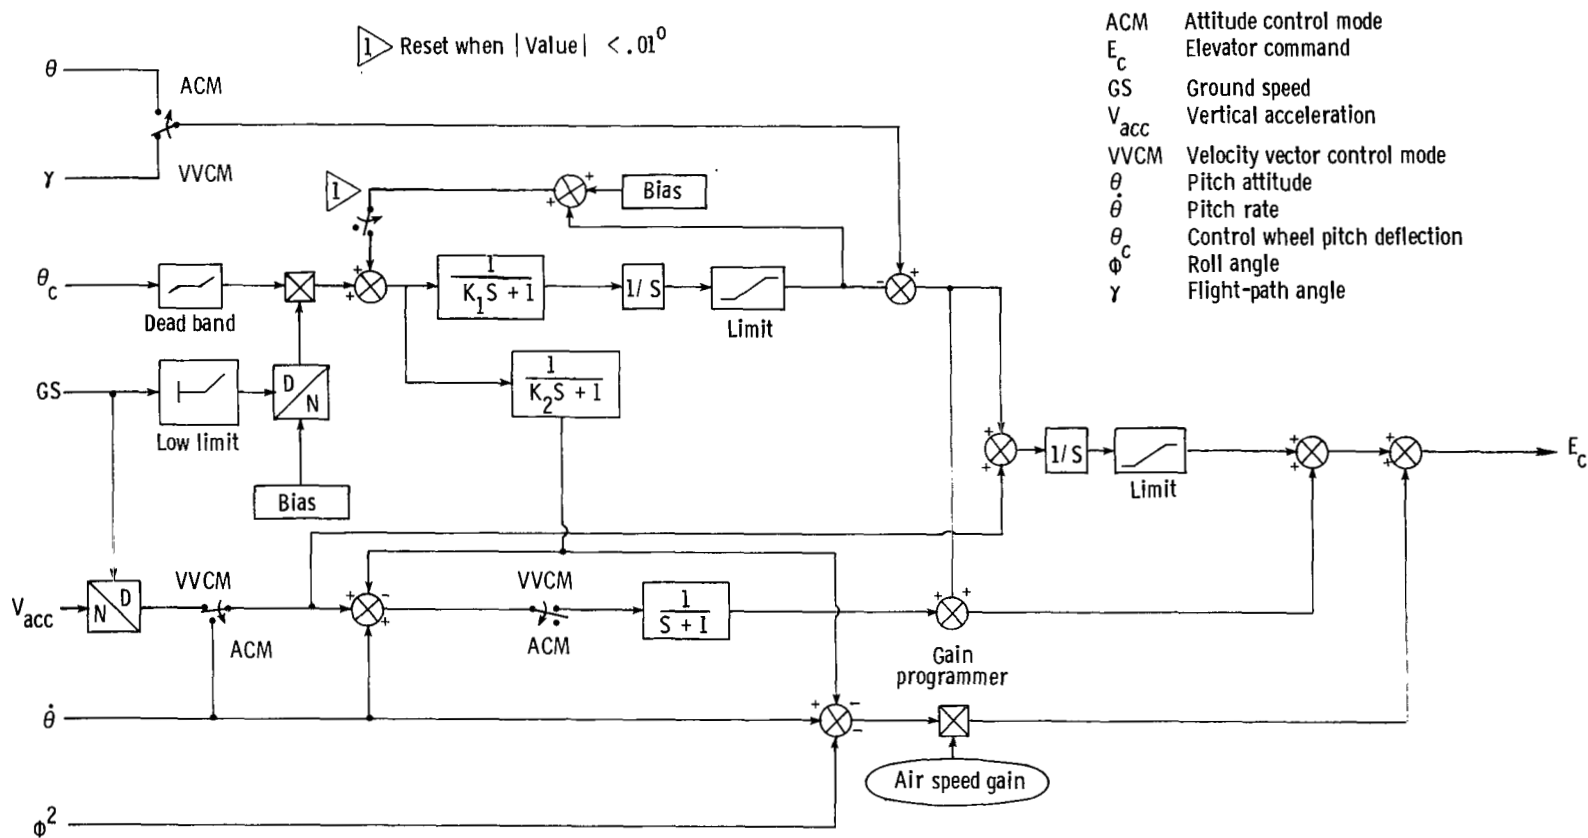 1 Reset when | Value | < .01⁰
ACM Attitude control mode
E_c Elevator command
GS Ground speed
V_acc Vertical acceleration
VVCM Velocity vector control mode
θ Pitch attitude
θ̇ Pitch rate
θ_c Control wheel pitch deflection
Φ Roll angle
γ Flight-path angle
θ
ACM
γ
VVCM
1
+
+
Bias
θ_c
Dead band
+
+
1
K₁S + 1
1/ S
Limit
-
+
GS
Low limit
D
N
1
K₂S + 1
Bias
+
+
1/ S
Limit
+
+
+
+
E_c
V_acc
N
D
VVCM
ACM
+
-
+
VVCM
ACM
1
S + 1
+
+
Gain
programmer
θ̇
+
-
-
Air speed gain
Φ²